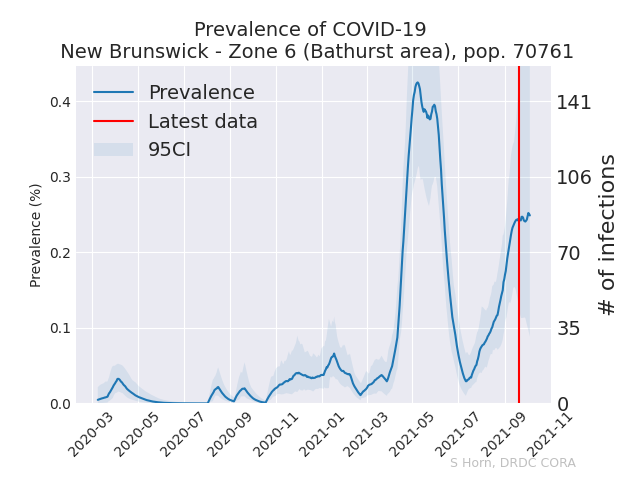 Prevalence of COVID-19
New Brunswick - Zone 6 (Bathurst area), pop. 70761
Prevalence
Latest data
95CI
Prevalence (%)
0.4
0.3
0.2
0.1
0.0
141
106
70
35
0
# of infections
2020-03
2020-05
2020-07
2020-09
2020-11
2021-01
2021-03
2021-05
2021-07
2021-09
2021-11
S Horn, DRDC CORA